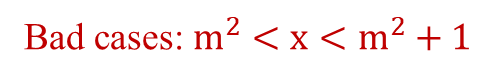 Bad cases: m² < x < m² + 1